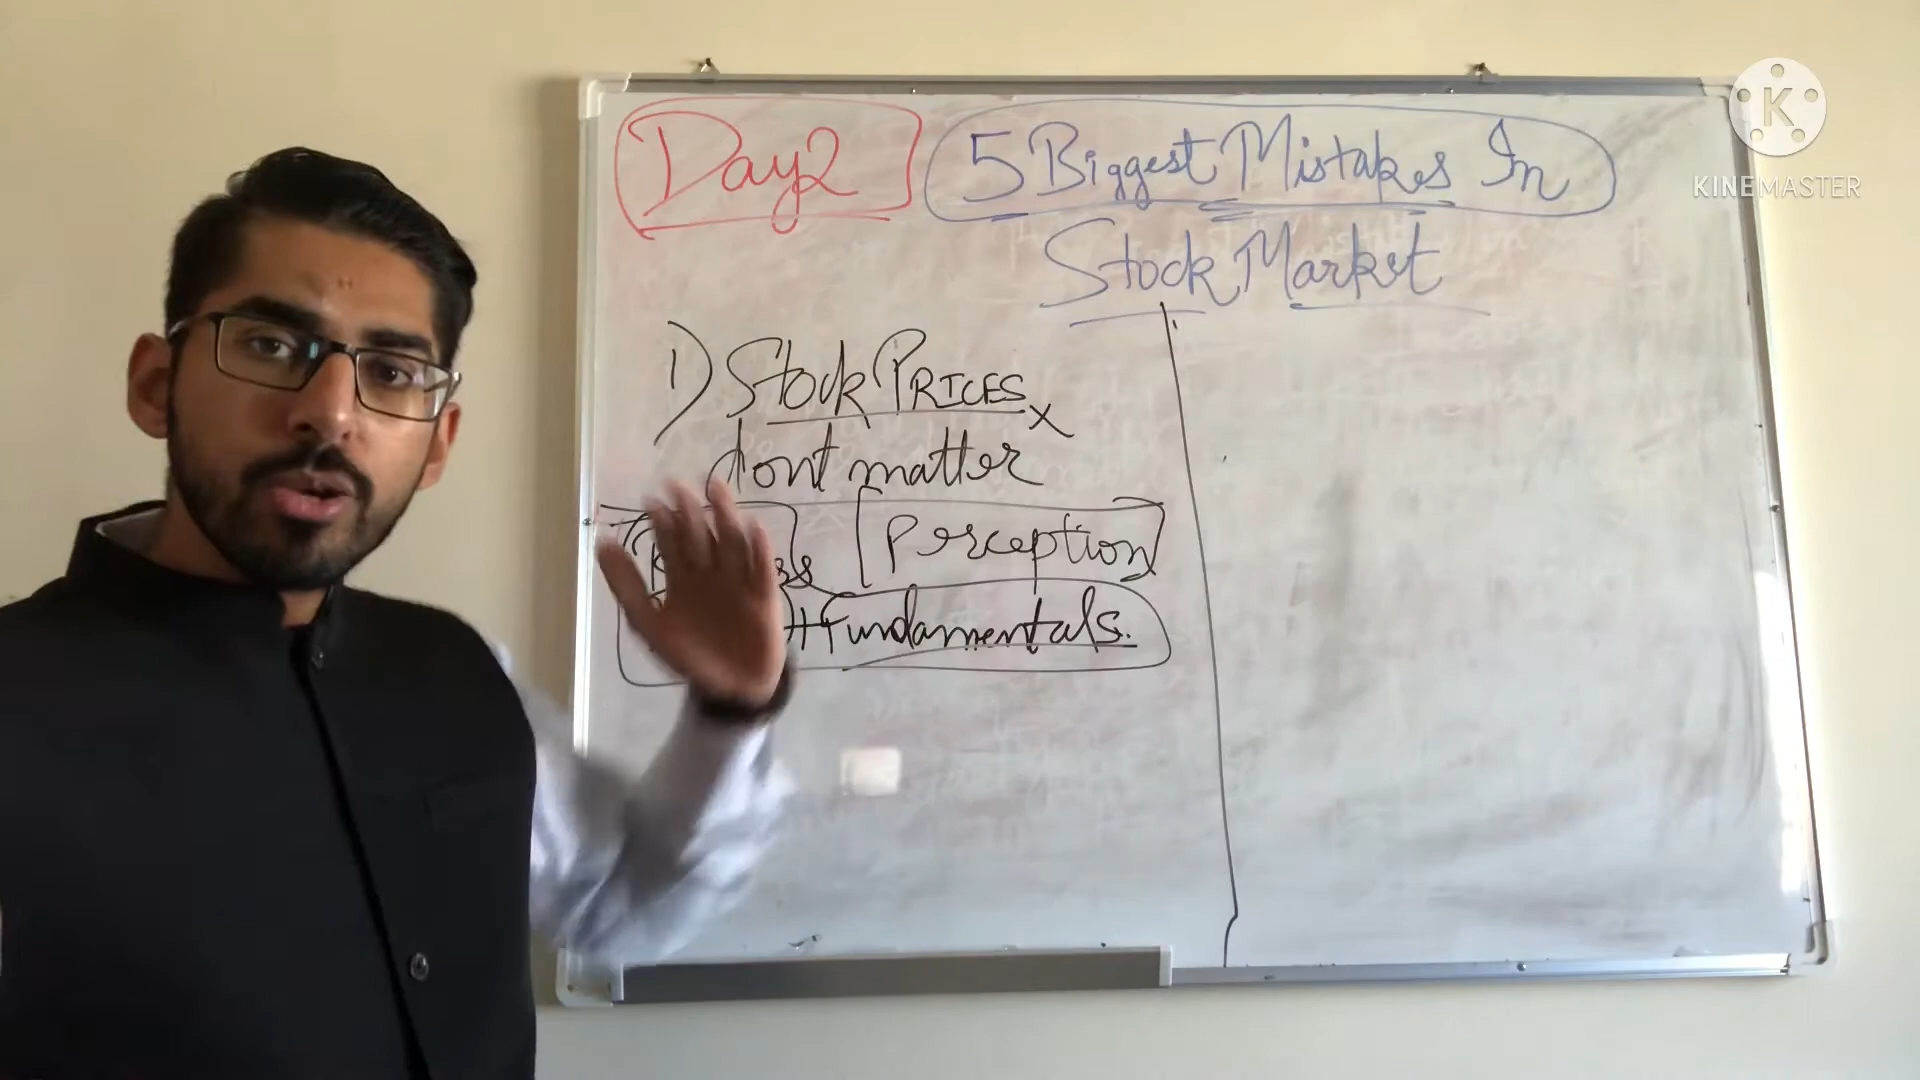 Day2
5 Biggest Mistakes In
Stock Market
KINEMASTER
1) Stock PRICES x
dont matter
Perception
+ Fundamentals.